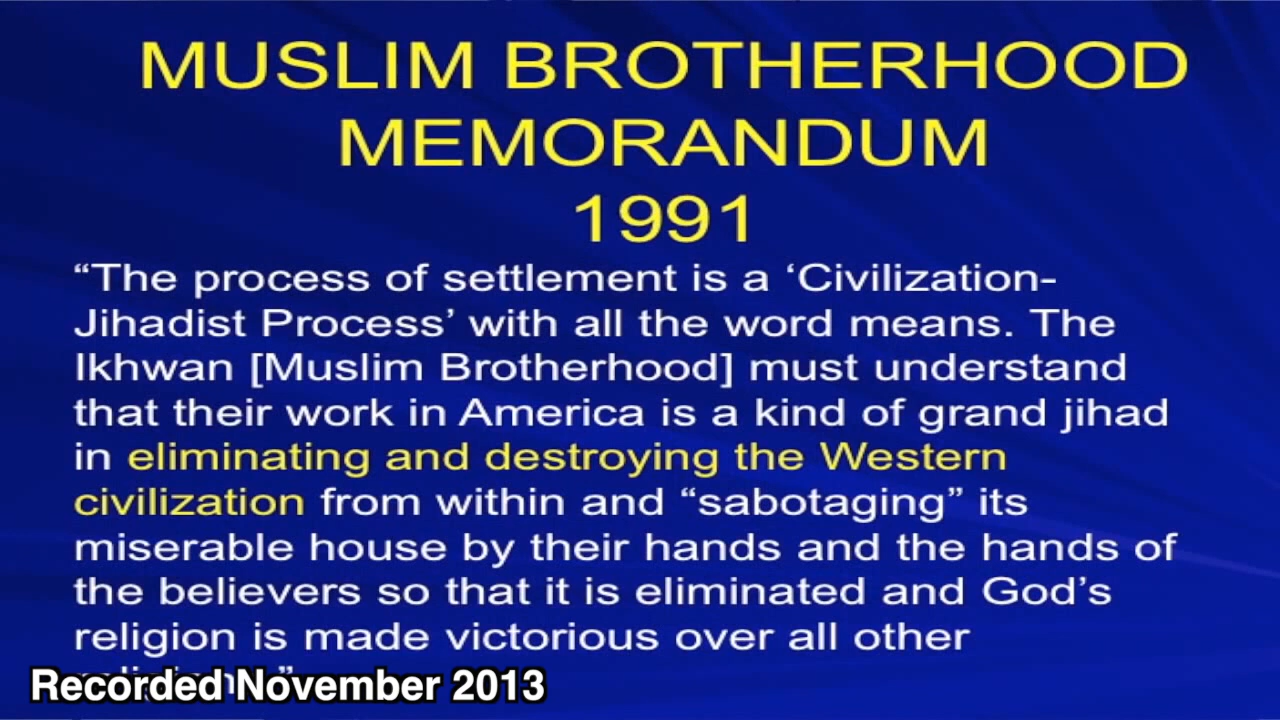 MUSLIM BROTHERHOOD
MEMORANDUM
1991
“The process of settlement is a ‘Civilization-
Jihadist Process’ with all the word means. The
Ikhwan [Muslim Brotherhood] must understand
that their work in America is a kind of grand jihad
in eliminating and destroying the Western
civilization from within and “sabotaging” its
miserable house by their hands and the hands of
the believers so that it is eliminated and God’s
religion is made victorious over all other
Recorded November 2013